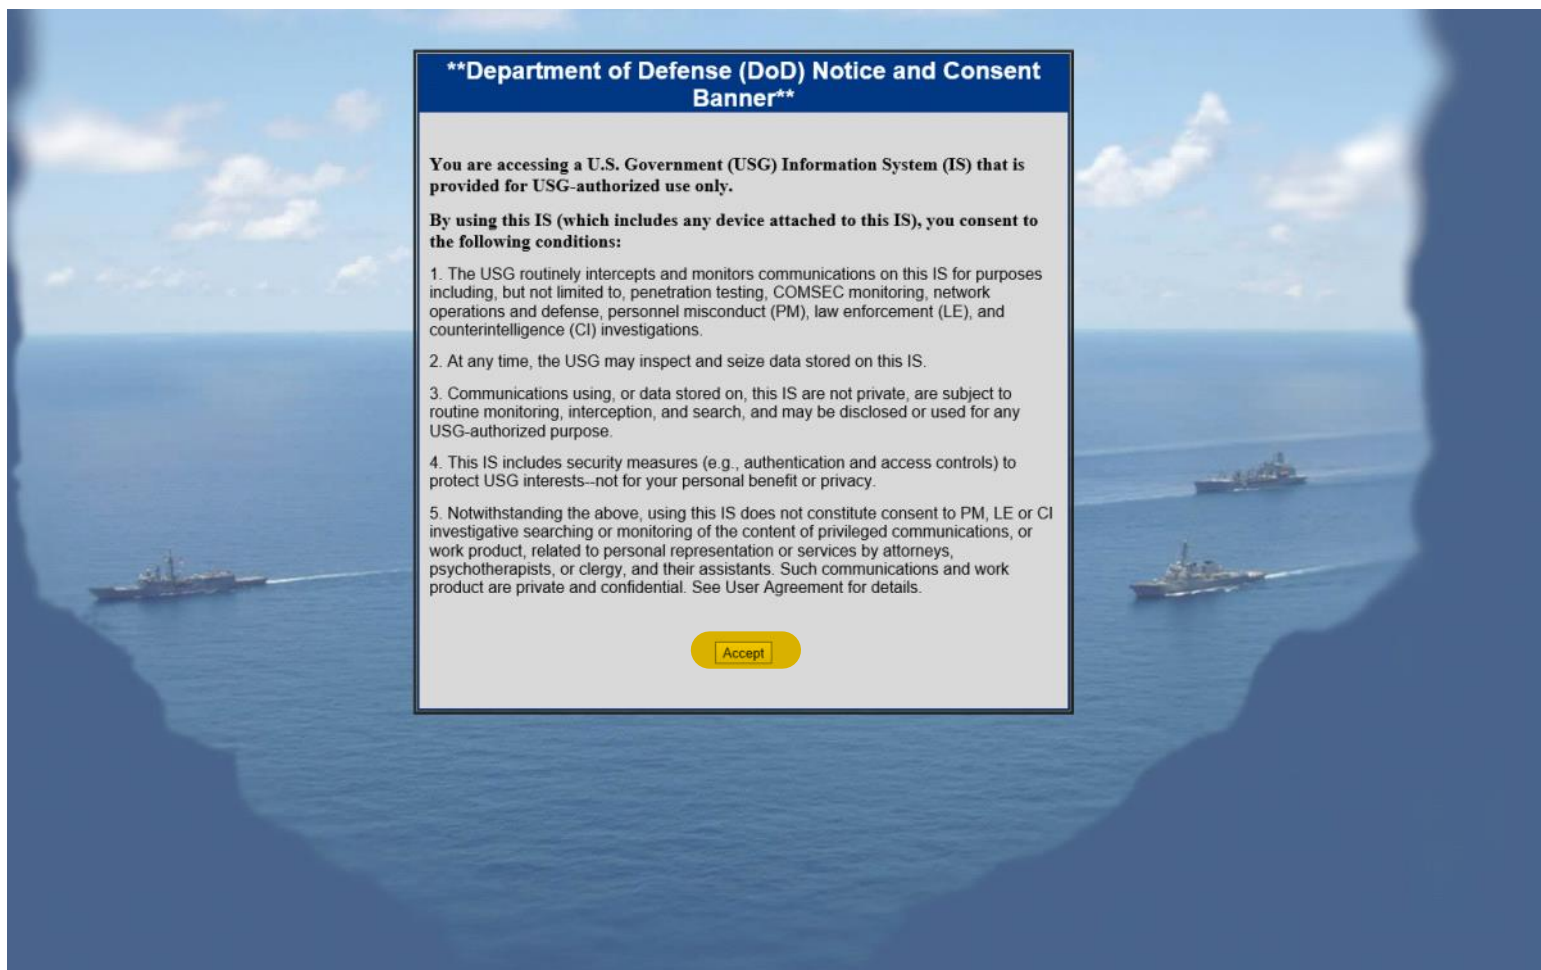 **Department of Defense (DoD) Notice and Consent
Banner**
You are accessing a U.S. Government (USG) Information System (IS) that is
provided for USG-authorized use only.
By using this IS (which includes any device attached to this IS), you consent to
the following conditions:
1. The USG routinely intercepts and monitors communications on this IS for purposes
including, but not limited to, penetration testing, COMSEC monitoring, network
operations and defense, personnel misconduct (PM), law enforcement (LE), and
counterintelligence (CI) investigations.
2. At any time, the USG may inspect and seize data stored on this IS.
3. Communications using, or data stored on, this IS are not private, are subject to
routine monitoring, interception, and search, and may be disclosed or used for any
USG-authorized purpose.
4. This IS includes security measures (e.g., authentication and access controls) to
protect USG interests--not for your personal benefit or privacy.
5. Notwithstanding the above, using this IS does not constitute consent to PM, LE or CI
investigative searching or monitoring of the content of privileged communications, or
work product, related to personal representation or services by attorneys,
psychotherapists, or clergy, and their assistants. Such communications and work
product are private and confidential. See User Agreement for details.
Accept